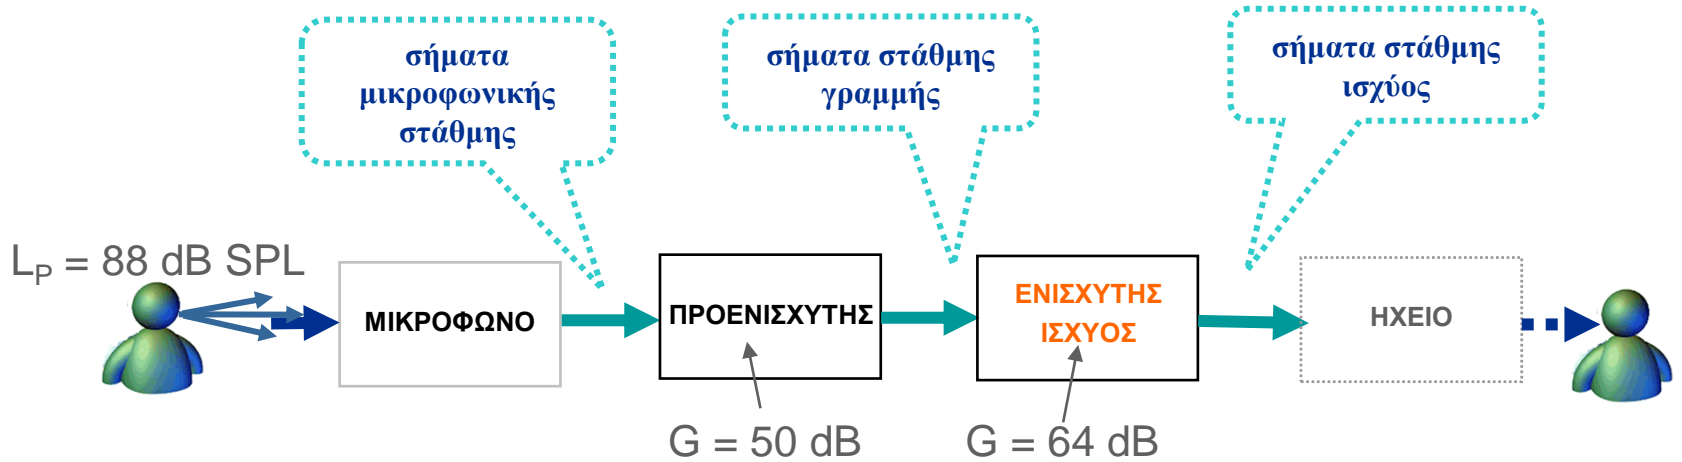 σήματα
μικροφωνικής
στάθμης
σήματα στάθμης
γραμμής
σήματα στάθμης
ισχύος
L_P = 88 dB SPL
ΜΙΚΡΟΦΩΝΟ
ΠΡΟΕΝΙΣΧΥΤΗΣ
ΕΝΙΣΧΥΤΗΣ
ΙΣΧΥΟΣ
ΗΧΕΙΟ
G = 50 dB
G = 64 dB